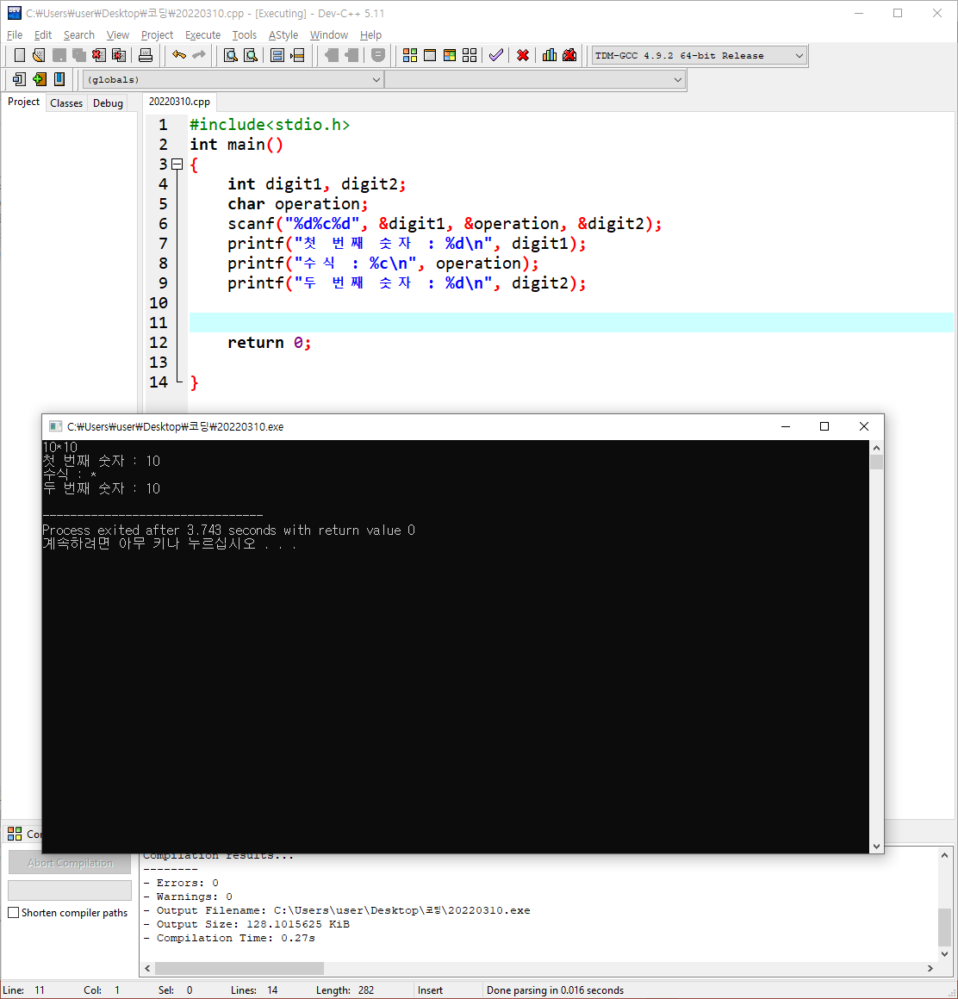 C:₩Users₩user₩Desktop₩코딩₩20220310.cpp - [Executing] - Dev-C++ 5.11
File Edit Search View Project Execute Tools AStyle Window Help
TDM-GCC 4.9.2 64-bit Release
(globals)
Project Classes Debug
20220310.cpp
1 #include<stdio.h>
2 int main()
3 {
4 int digit1, digit2;
5 char operation;
6 scanf("%d%c%d", &digit1, &operation, &digit2);
7 printf("첫 번째 숫자 : %d\n", digit1);
8 printf("수식 : %c\n", operation);
9 printf("두 번째 숫자 : %d\n", digit2);
10
11
12 return 0;
13
14 }
C:₩Users₩user₩Desktop₩코딩₩20220310.exe
10*10
첫 번째 숫자 : 10
수식 : *
두 번째 숫자 : 10
--------------------------------
Process exited after 3.743 seconds with return value 0
계속하려면 아무 키나 누르십시오 . . .
Abort Compilation
Shorten compiler paths
Compilation results...
--------
- Errors: 0
- Warnings: 0
- Output Filename: C:\Users\user\Desktop\코딩\20220310.exe
- Output Size: 128.1015625 KiB
- Compilation Time: 0.27s
Line: 11 Col: 1 Sel: 0 Lines: 14 Length: 282 Insert Done parsing in 0.016 seconds